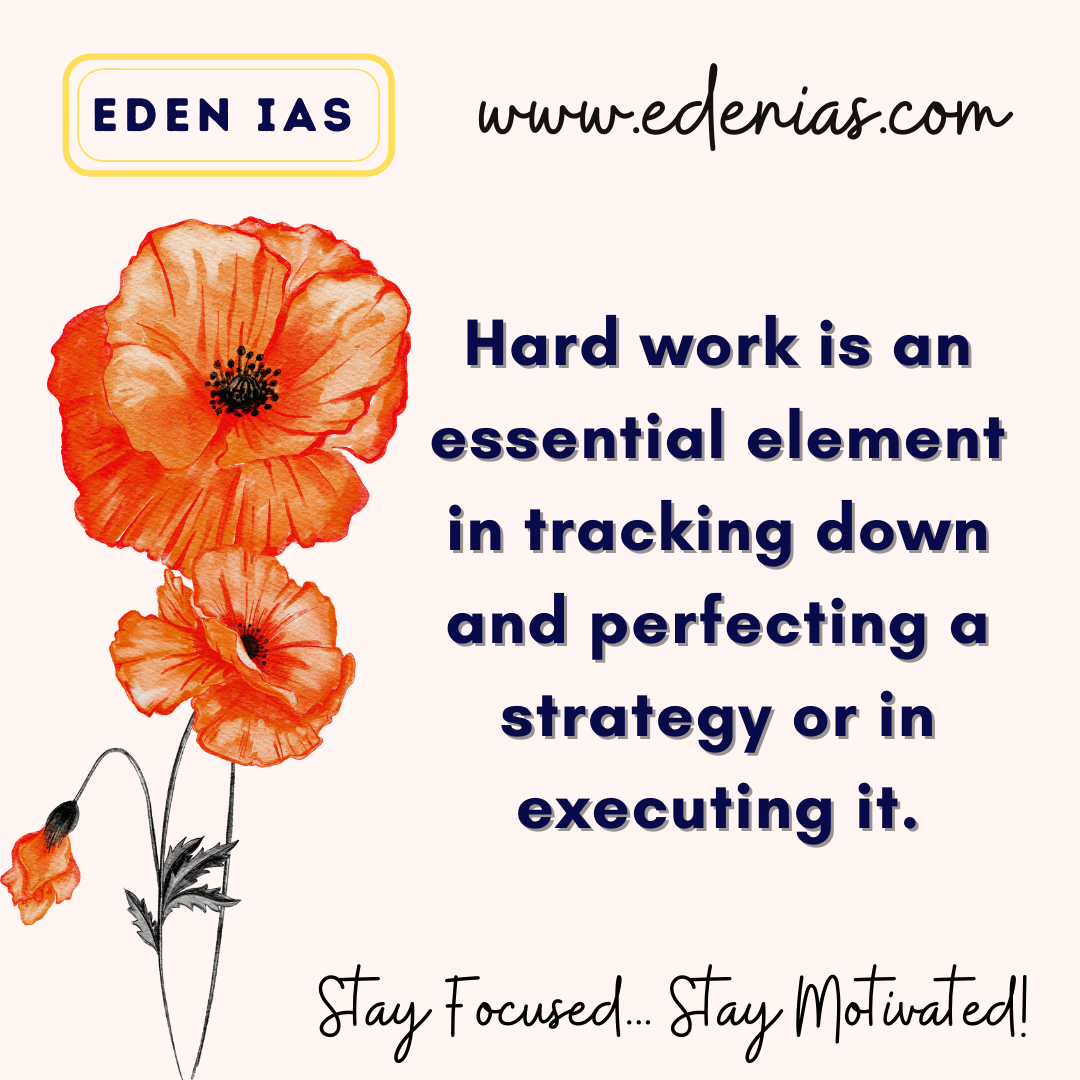 EDEN IAS
www.edenias.com
Hard work is an
essential element
in tracking down
and perfecting a
strategy or in
executing it.
Stay Focused... Stay Motivated!